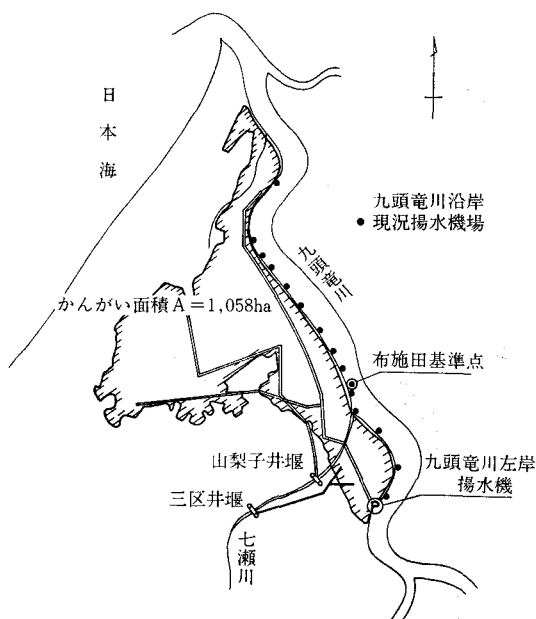 日本海
九頭竜川沿岸
現況揚水機場
九頭竜川
かんがい面積A=1,058ha
布施田基準点
山梨子井堰
九頭竜川左岸
揚水機
三区井堰
P
七瀬川